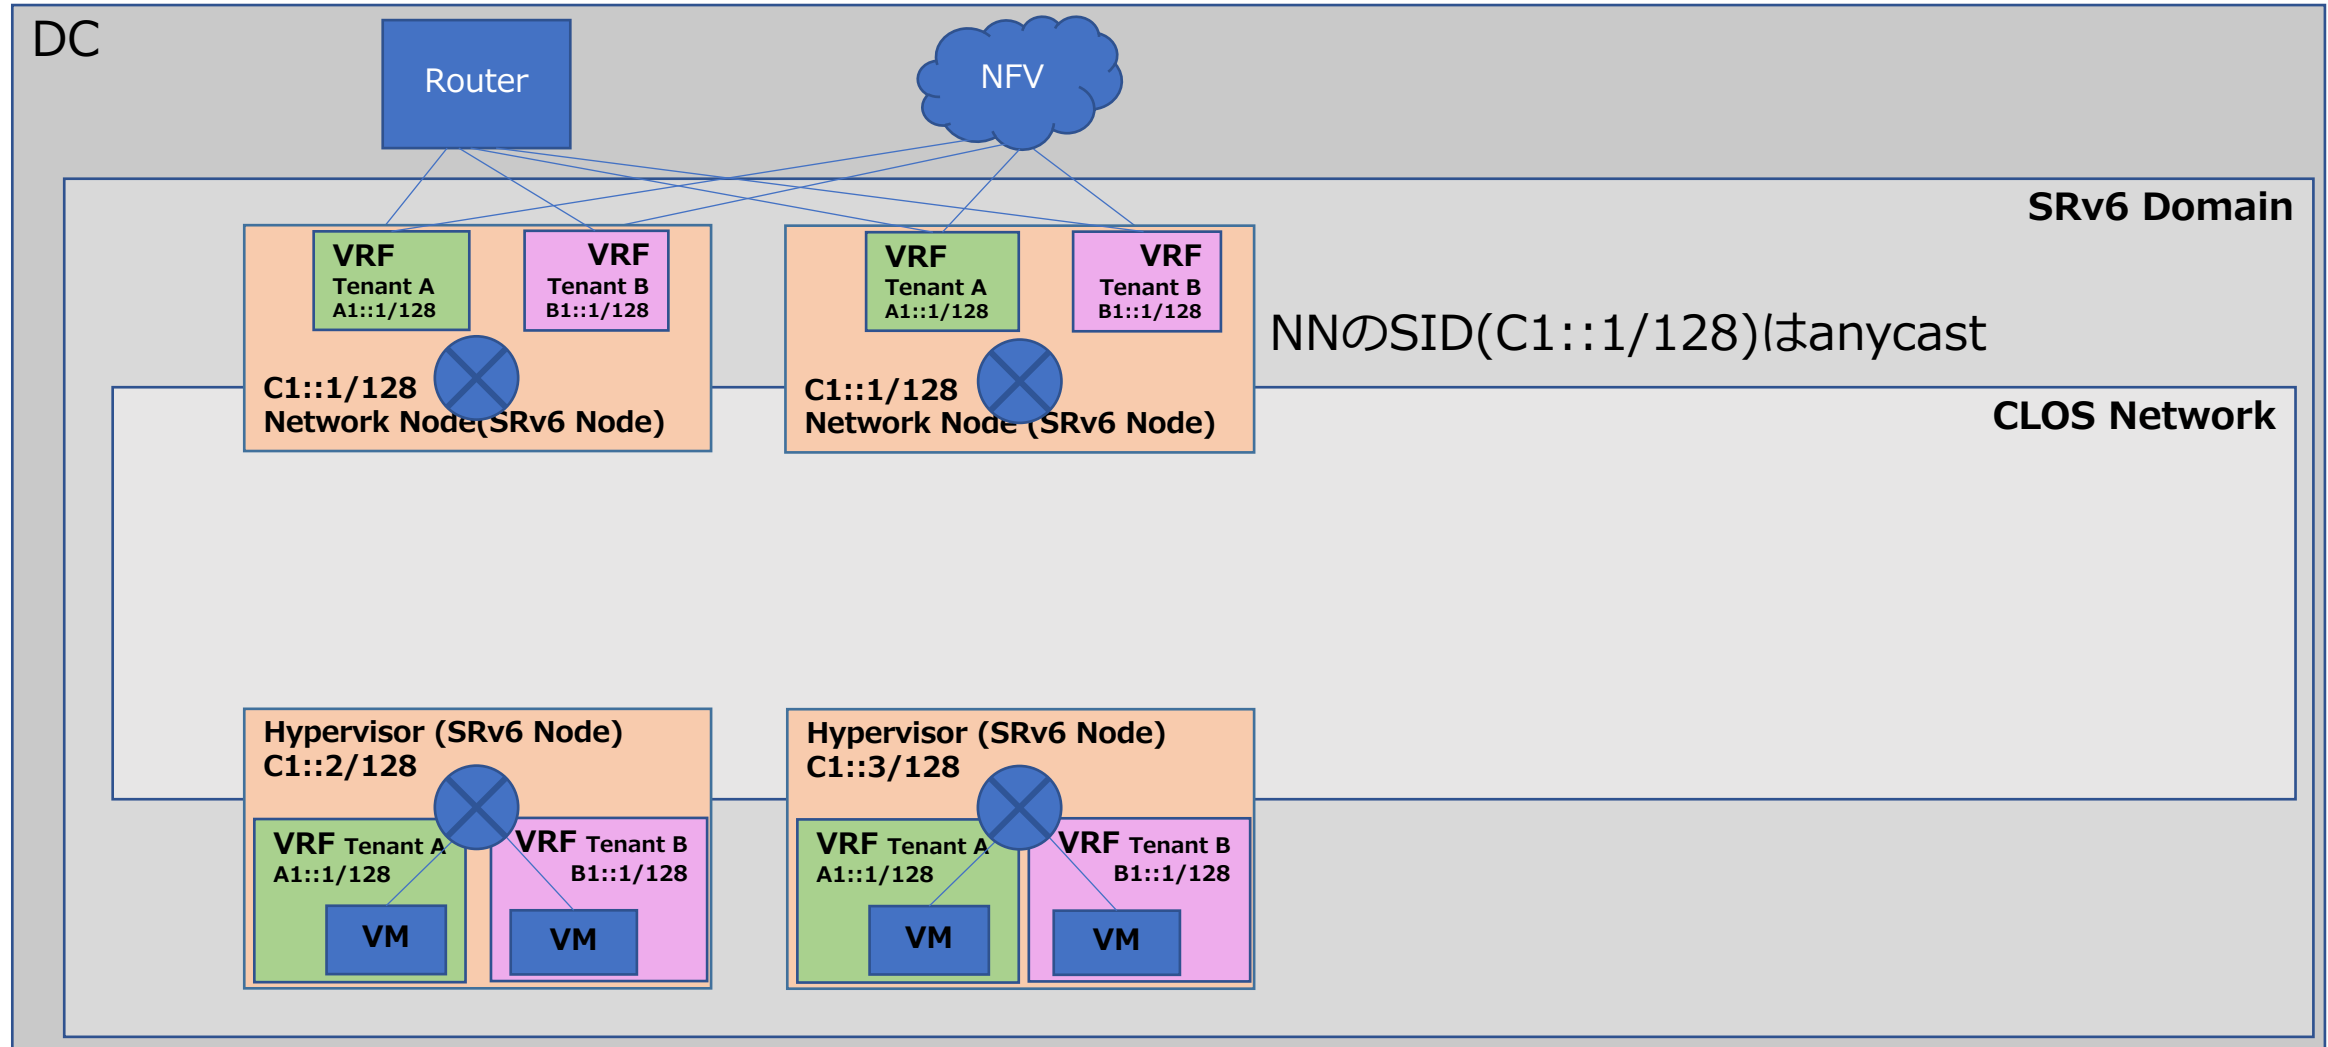 DC
Router
NFV
SRv6 Domain
VRF
Tenant A
A1::1/128
VRF
Tenant B
B1::1/128
C1::1/128
Network Node(SRv6 Node)
VRF
Tenant A
A1::1/128
VRF
Tenant B
B1::1/128
C1::1/128
Network Node (SRv6 Node)
NNのSID(C1::1/128)はanycast
CLOS Network
Hypervisor (SRv6 Node)
C1::2/128
VRF Tenant A
A1::1/128
VM
VRF Tenant B
B1::1/128
VM
Hypervisor (SRv6 Node)
C1::3/128
VRF Tenant A
A1::1/128
VM
VRF Tenant B
B1::1/128
VM